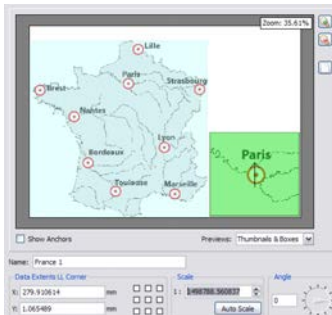 Zoom: 35.61%
Lille
Paris
Strasbourg
Brest
Nantes
Lyon
Paris
Bordeaux
Toulouse
Marseille
Show Anchors
Previews: Thumbnails & Boxes
Name: France 1
Data Extents LL Corner
Scale
Angle
X: 279.910614 mm
1 : 1498788.560837
0
Y: 1.065489 mm
Auto Scale